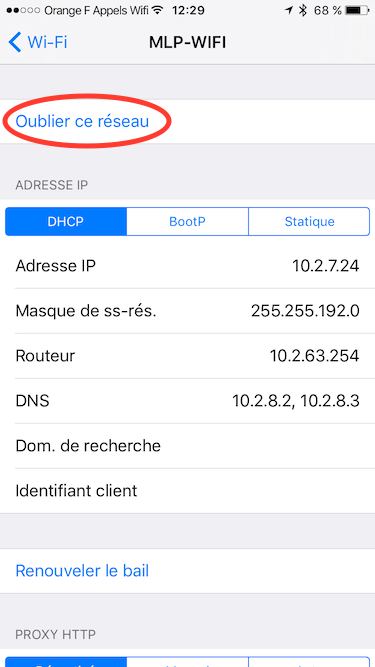 Orange F Appels Wifi 12:29 68 %
Wi-Fi MLP-WIFI
Oublier ce réseau
ADRESSE IP
DHCP BootP Statique
Adresse IP 10.2.7.24
Masque de ss-rés. 255.255.192.0
Routeur 10.2.63.254
DNS 10.2.8.2, 10.2.8.3
Dom. de recherche
Identifiant client
Renouveler le bail
PROXY HTTP